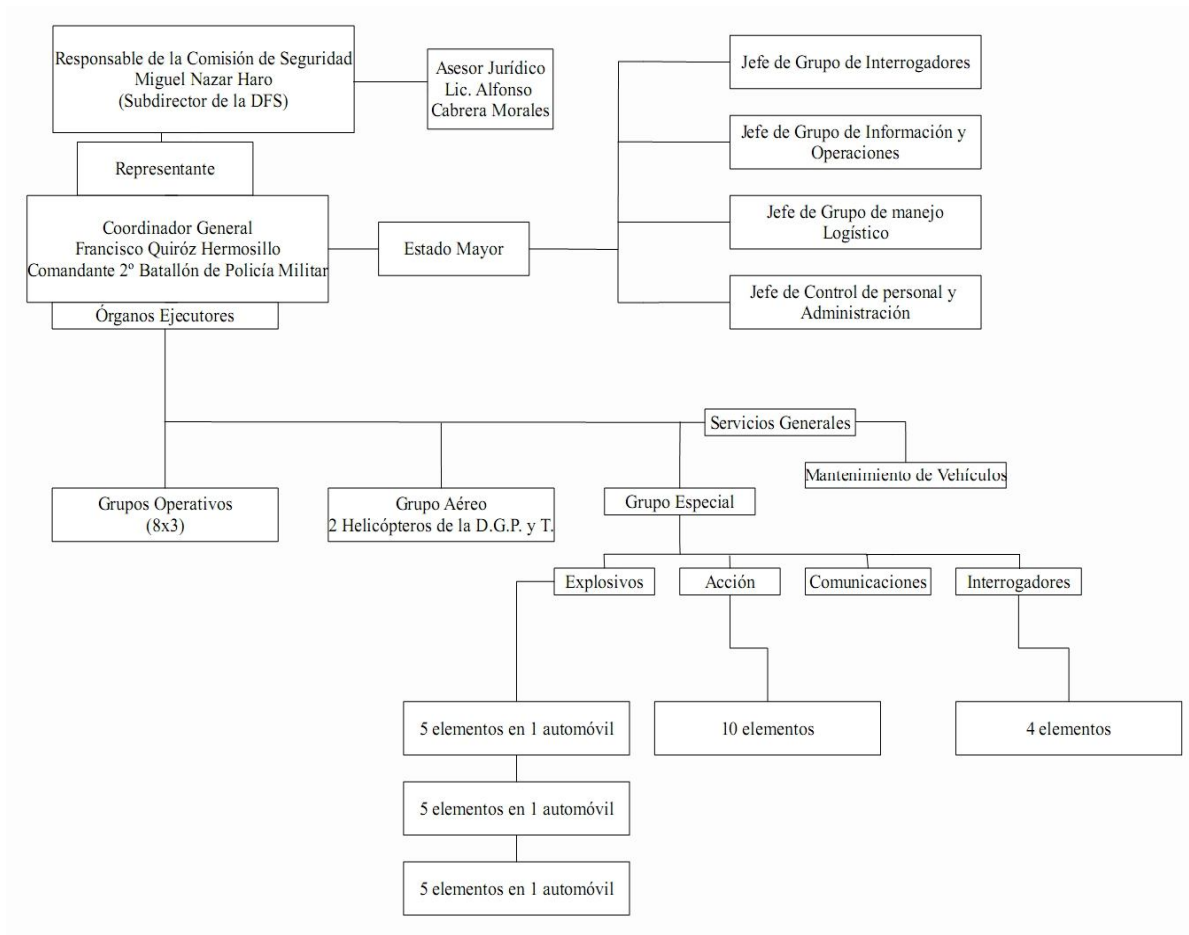 Responsable de la Comisión de Seguridad
Miguel Nazar Haro
(Subdirector de la DFS)
Asesor Jurídico
Lic. Alfonso
Cabrera Morales
Jefe de Grupo de Interrogadores
Jefe de Grupo de Información y
Operaciones
Representante
Coordinador General
Francisco Quiróz Hermosillo
Comandante 2º Batallón de Policía Militar
Estado Mayor
Jefe de Grupo de manejo
Logístico
Jefe de Control de personal y
Administración
Órganos Ejecutores
Servicios Generales
Mantenimiento de Vehículos
Grupos Operativos
(8x3)
Grupo Aéreo
2 Helicópteros de la D.G.P. y T.
Grupo Especial
Explosivos
Acción
Comunicaciones
Interrogadores
5 elementos en 1 automóvil
10 elementos
4 elementos
5 elementos en 1 automóvil
5 elementos en 1 automóvil